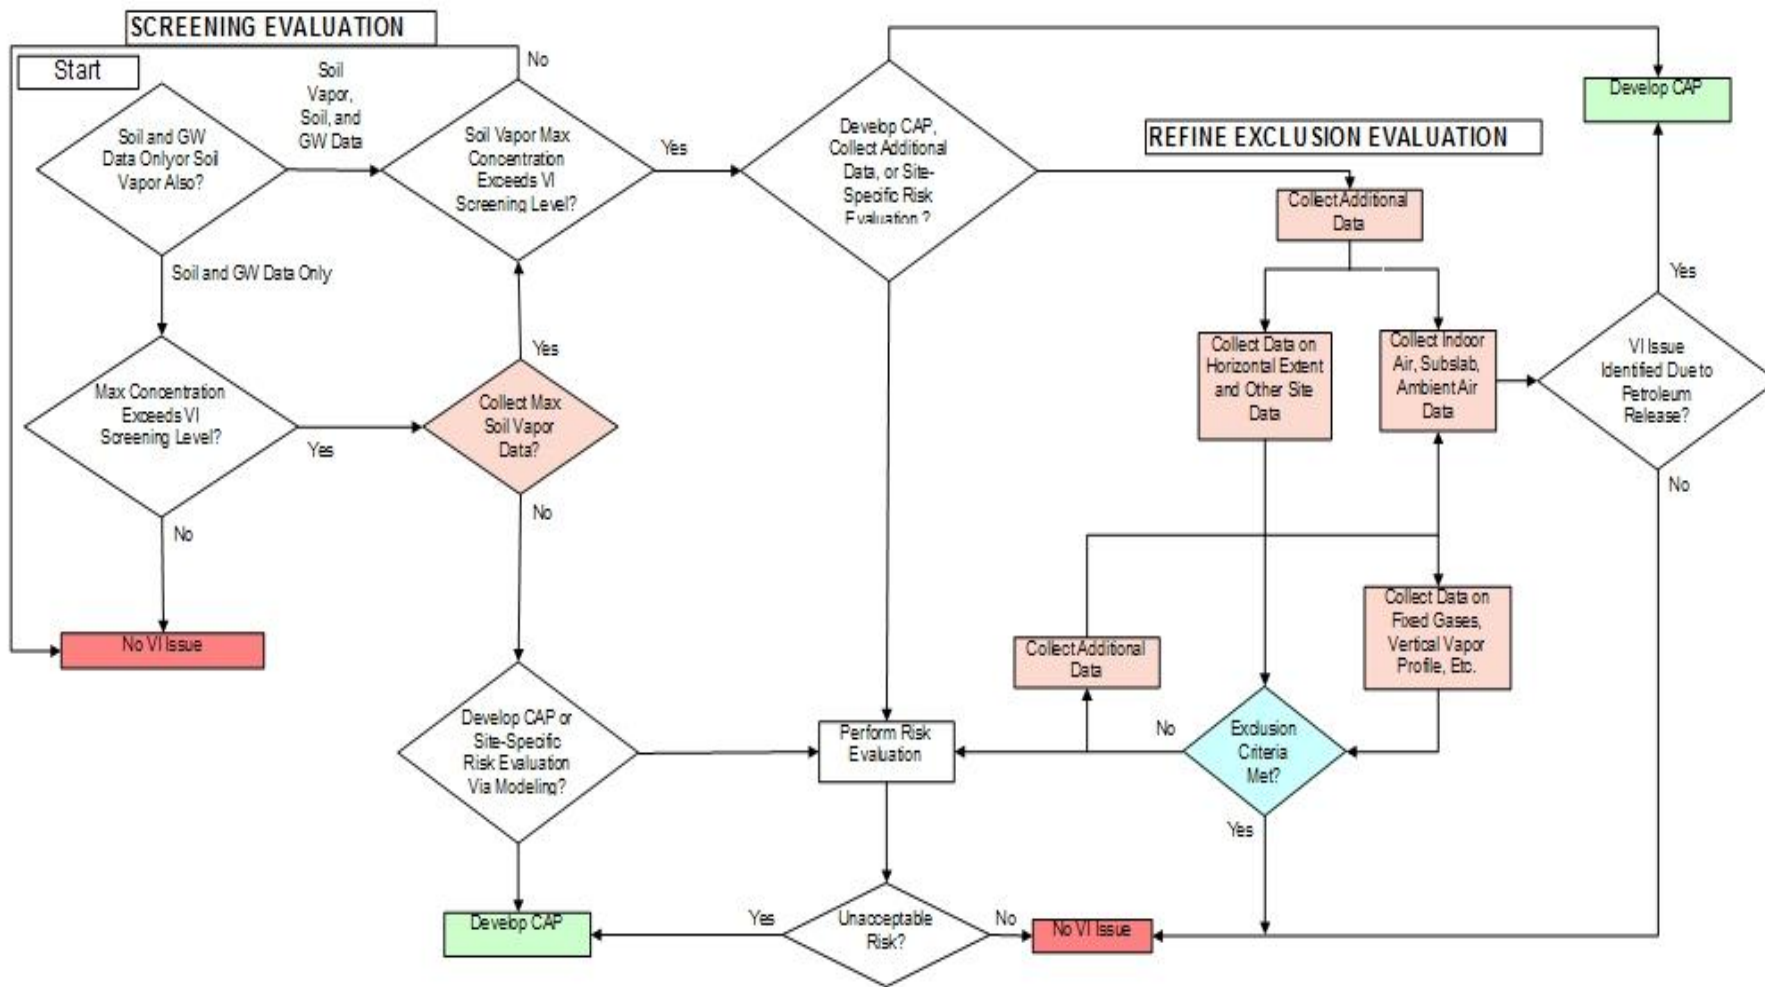 SCREENING EVALUATION
Start
Soil and GW
Data Onlyor Soil
Vapor Also?
Soil
Vapor,
Soil, and
GW Data
No
Soil Vapor Max
Concentration
Exceeds VI
Screening Level?
Yes
Develop CAP,
Collect Additional
Data, or Site-
Specific Risk
Evaluation ?
REFINE EXCLUSION EVALUATION
Develop CAP
Collect Additional
Data
Soil and GW Data Only
Yes
Max Concentration
Exceeds VI
Screening Level?
Yes
Yes
Collect Max
Soil Vapor
Data?
No
Collect Data on
Horizontal Extent
and Other Site
Data
Collect Indoor
Air, Subslab,
Ambient Air
Data
VI Issue
Identified Due to
Petroleum
Release?
No
No
No VI Issue
Collect Additional
Data
Collect Data on
Fixed Gases,
Vertical Vapor
Profile, Etc.
Develop CAP or
Site-Specific
Risk Evaluation
Via Modeling?
Perform Risk
Evaluation
No
Exclusion
Criteria
Met?
Yes
Develop CAP
Yes
Unacceptable
Risk?
No
No VI Issue